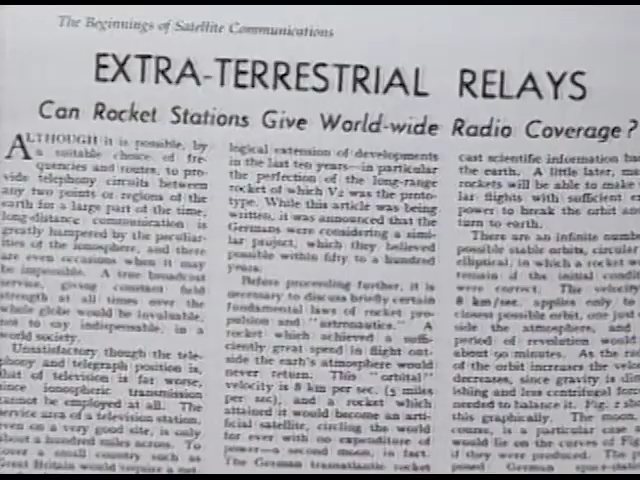 The Beginnings of Satellite Communications
EXTRA-TERRESTRIAL RELAYS
Can Rocket Stations Give World-wide Radio Coverage?
ALTHOUGH it is possible, by
a suitable choice of fre-
quencies and routes, to pro-
vide telephony circuits between
any two points or regions of the
earth for a large part of the time,
long-distance communication is
greatly hampered by the peculiar-
ities of the ionosphere, and there
are even occasions when it may
be impossible. A true broadcast
service, giving constant field
strength at all times over the
whole globe would be invaluable,
not to say indispensable, in a
world society.
Unsatisfactory though the tele-
phony and telegraph position is,
that of television is far worse,
since ionospheric transmission
cannot be employed at all. The
service area of a television station,
even on a very good site, is only
about a hundred miles across. To
cover a small country such as
Great Britain would require a net-
logical extension of developments
in the last ten years—in particular
the perfection of the long-range
rocket of which V2 was the proto-
type. While this article was being
written, it was announced that the
Germans were considering a simi-
lar project, which they believed
possible within fifty to a hundred
years.
Before proceeding further, it is
necessary to discuss briefly certain
fundamental laws of rocket pro-
pulsion and "astronautics." A
rocket which achieved a suffi-
ciently great speed in flight out-
side the earth's atmosphere would
never return. This "orbital"
velocity is 8 km per sec. (5 miles
per sec), and a rocket which
attained it would become an arti-
ficial satellite, circling the world
for ever with no expenditure of
power—a second moon, in fact.
The German transatlantic rocket
cast scientific information ba
the earth. A little later, ma
rockets will be able to make
lar flights with sufficient e
power to break the orbit an
turn to earth.
There are an infinite numbe
possible stable orbits, circular
elliptical, in which a rocket w
remain if the initial condit
were correct. The velocity
8 km/sec. applies only to
closest possible orbit, one just
side the atmosphere, and
period of revolution would
about 90 minutes. As the ra
of the orbit increases the velo
decreases, since gravity is dim
ishing and less centrifugal force
needed to balance it. Fig. 1 sho
this graphically. The moon
course, is a particular case
would lie on the curves of Fig
if they were produced. The p
posed German space-stati